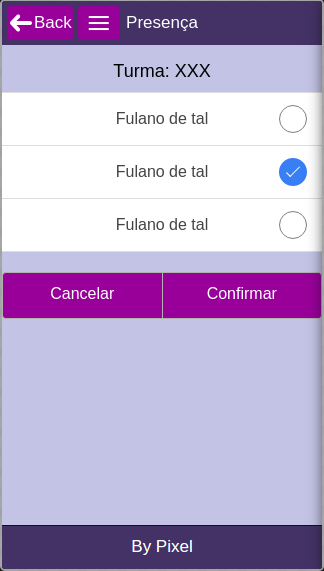 Back
Presença
Turma: XXX
Fulano de tal
Fulano de tal
Fulano de tal
Cancelar
Confirmar
By Pixel